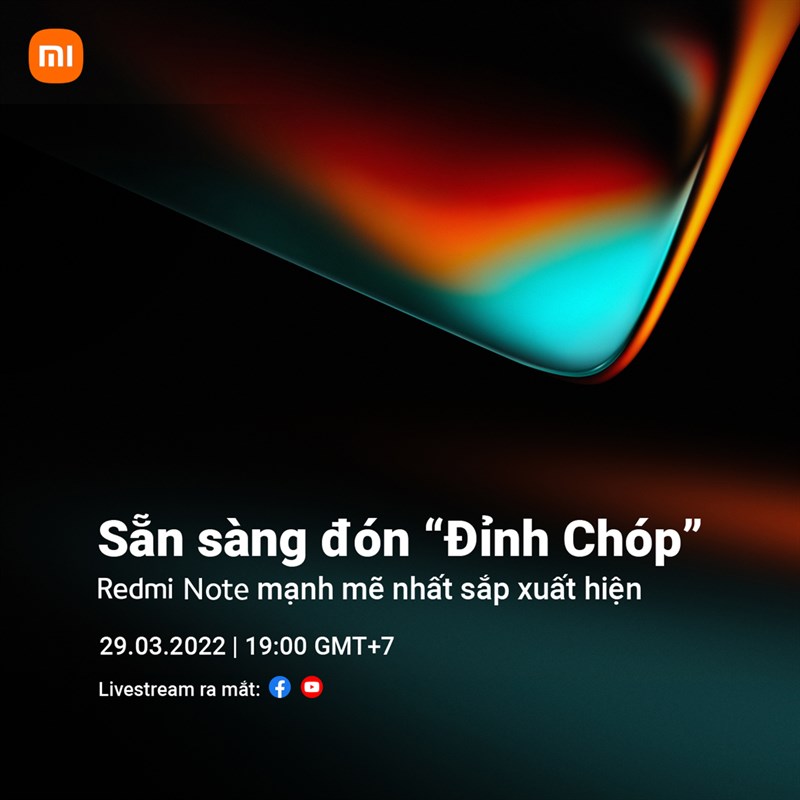 mi
Sẵn sàng đón “Đỉnh Chóp”
Redmi Note mạnh mẽ nhất sắp xuất hiện
29.03.2022 | 19:00 GMT+7
Livestream ra mắt: